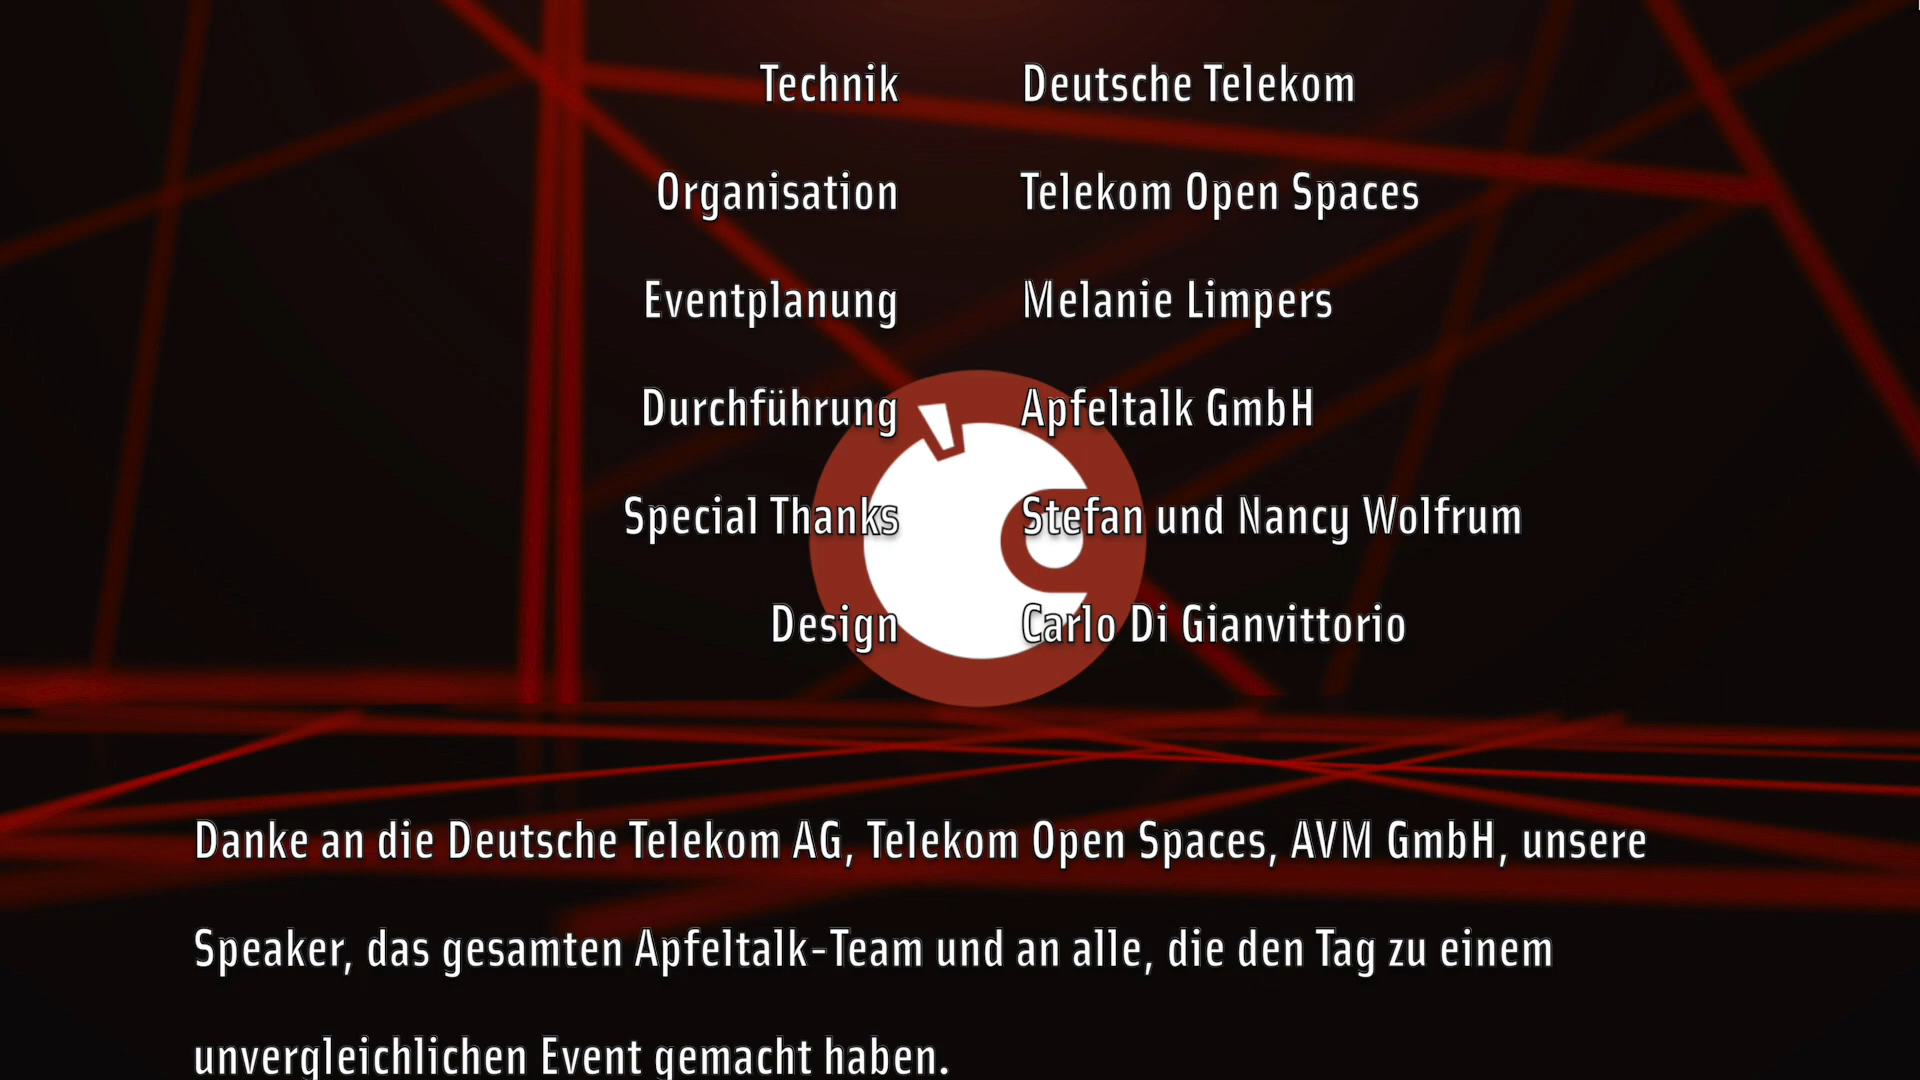 Technik Deutsche Telekom
Organisation Telekom Open Spaces
Eventplanung Melanie Limpers
Durchführung Apfeltalk GmbH
Special Thanks Stefan und Nancy Wolfrum
Design Carlo Di Gianvittorio
Danke an die Deutsche Telekom AG, Telekom Open Spaces, AVM GmbH, unsere
Speaker, das gesamten Apfeltalk-Team und an alle, die den Tag zu einem
unvergleichlichen Event gemacht haben.